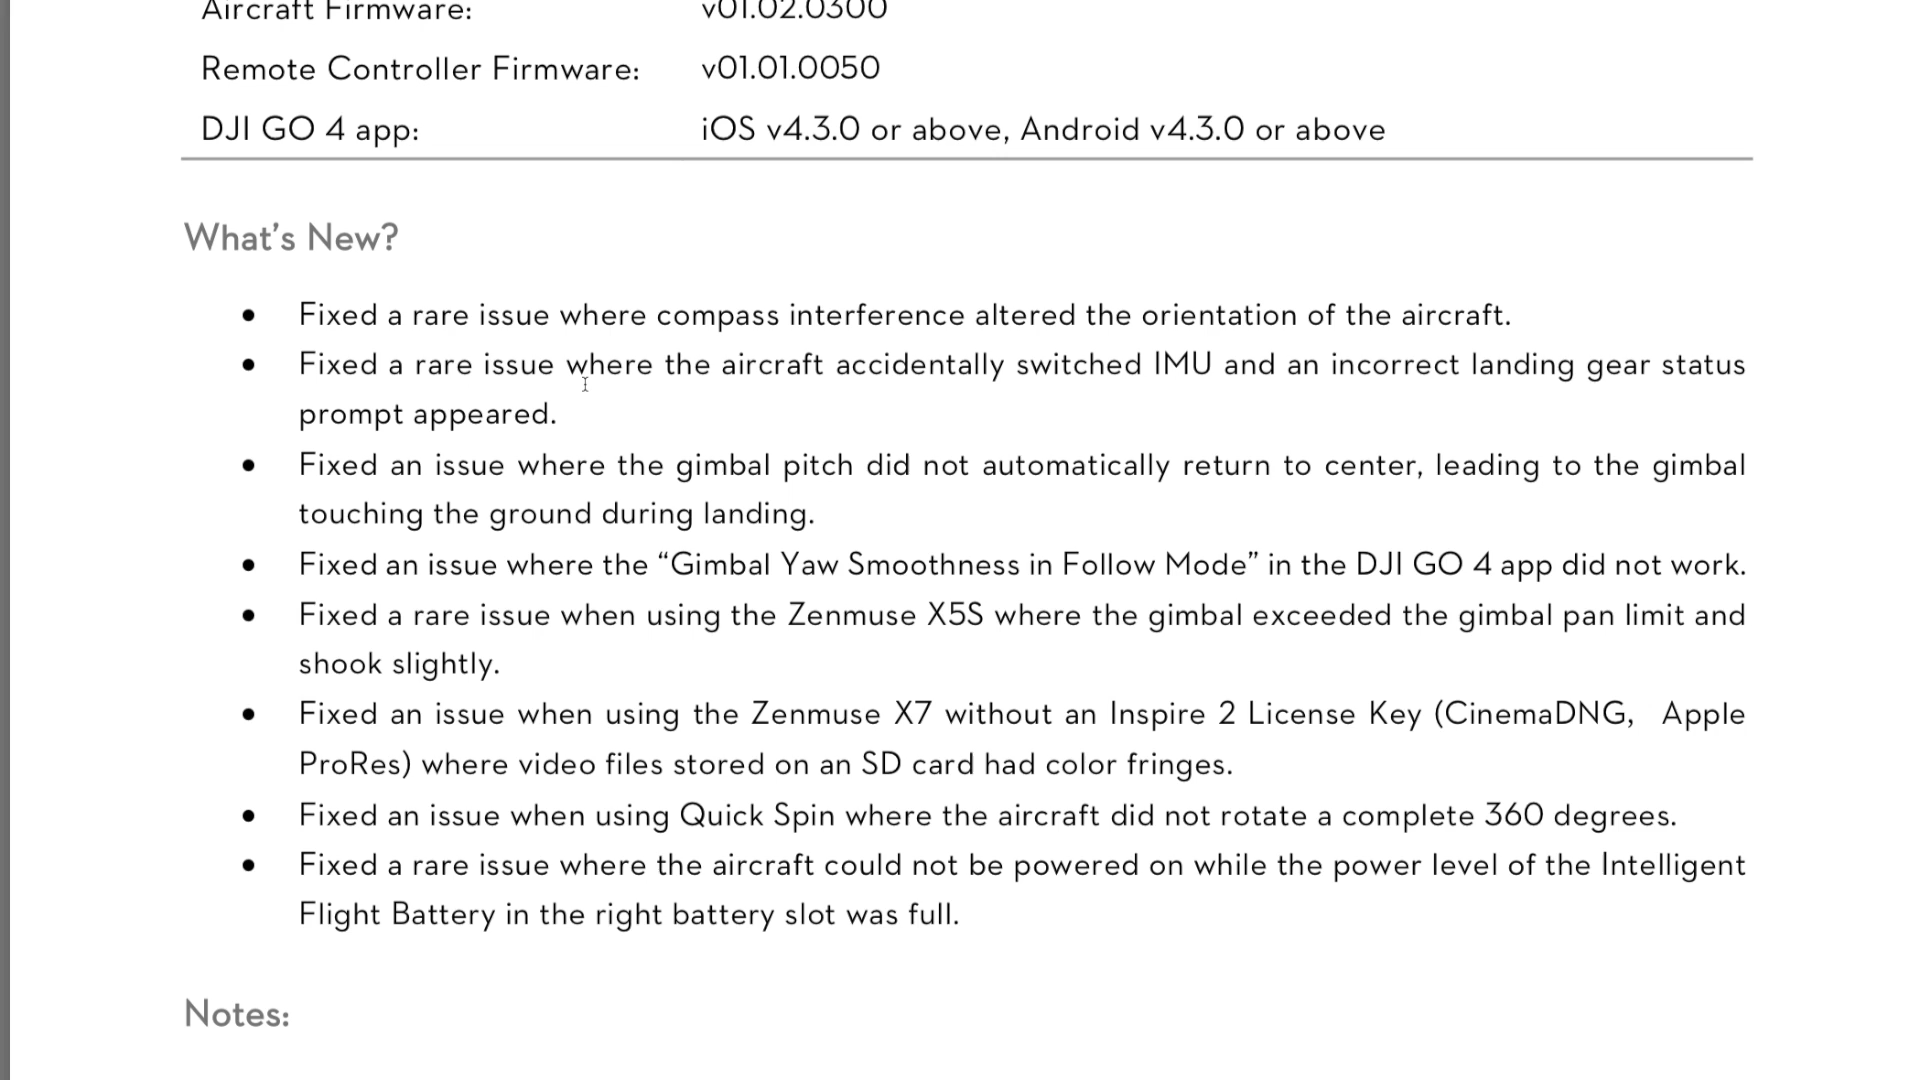 Aircraft Firmware: v01.02.0300
Remote Controller Firmware: v01.01.0050
DJI GO 4 app: iOS v4.3.0 or above, Android v4.3.0 or above
What’s New?
• Fixed a rare issue where compass interference altered the orientation of the aircraft.
• Fixed a rare issue where the aircraft accidentally switched IMU and an incorrect landing gear status
prompt appeared.
• Fixed an issue where the gimbal pitch did not automatically return to center, leading to the gimbal
touching the ground during landing.
• Fixed an issue where the “Gimbal Yaw Smoothness in Follow Mode” in the DJI GO 4 app did not work.
• Fixed a rare issue when using the Zenmuse X5S where the gimbal exceeded the gimbal pan limit and
shook slightly.
• Fixed an issue when using the Zenmuse X7 without an Inspire 2 License Key (CinemaDNG, Apple
ProRes) where video files stored on an SD card had color fringes.
• Fixed an issue when using Quick Spin where the aircraft did not rotate a complete 360 degrees.
• Fixed a rare issue where the aircraft could not be powered on while the power level of the Intelligent
Flight Battery in the right battery slot was full.
Notes: